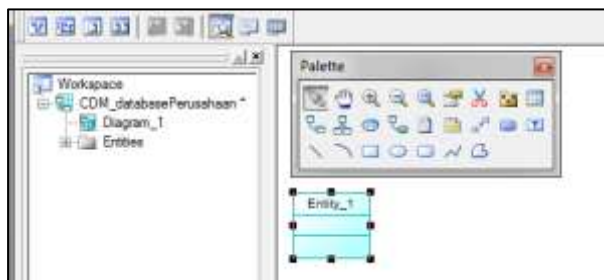 Palette
Workspace
CDM_databasePerusahaan *
Diagram_1
Entities
Entity_1